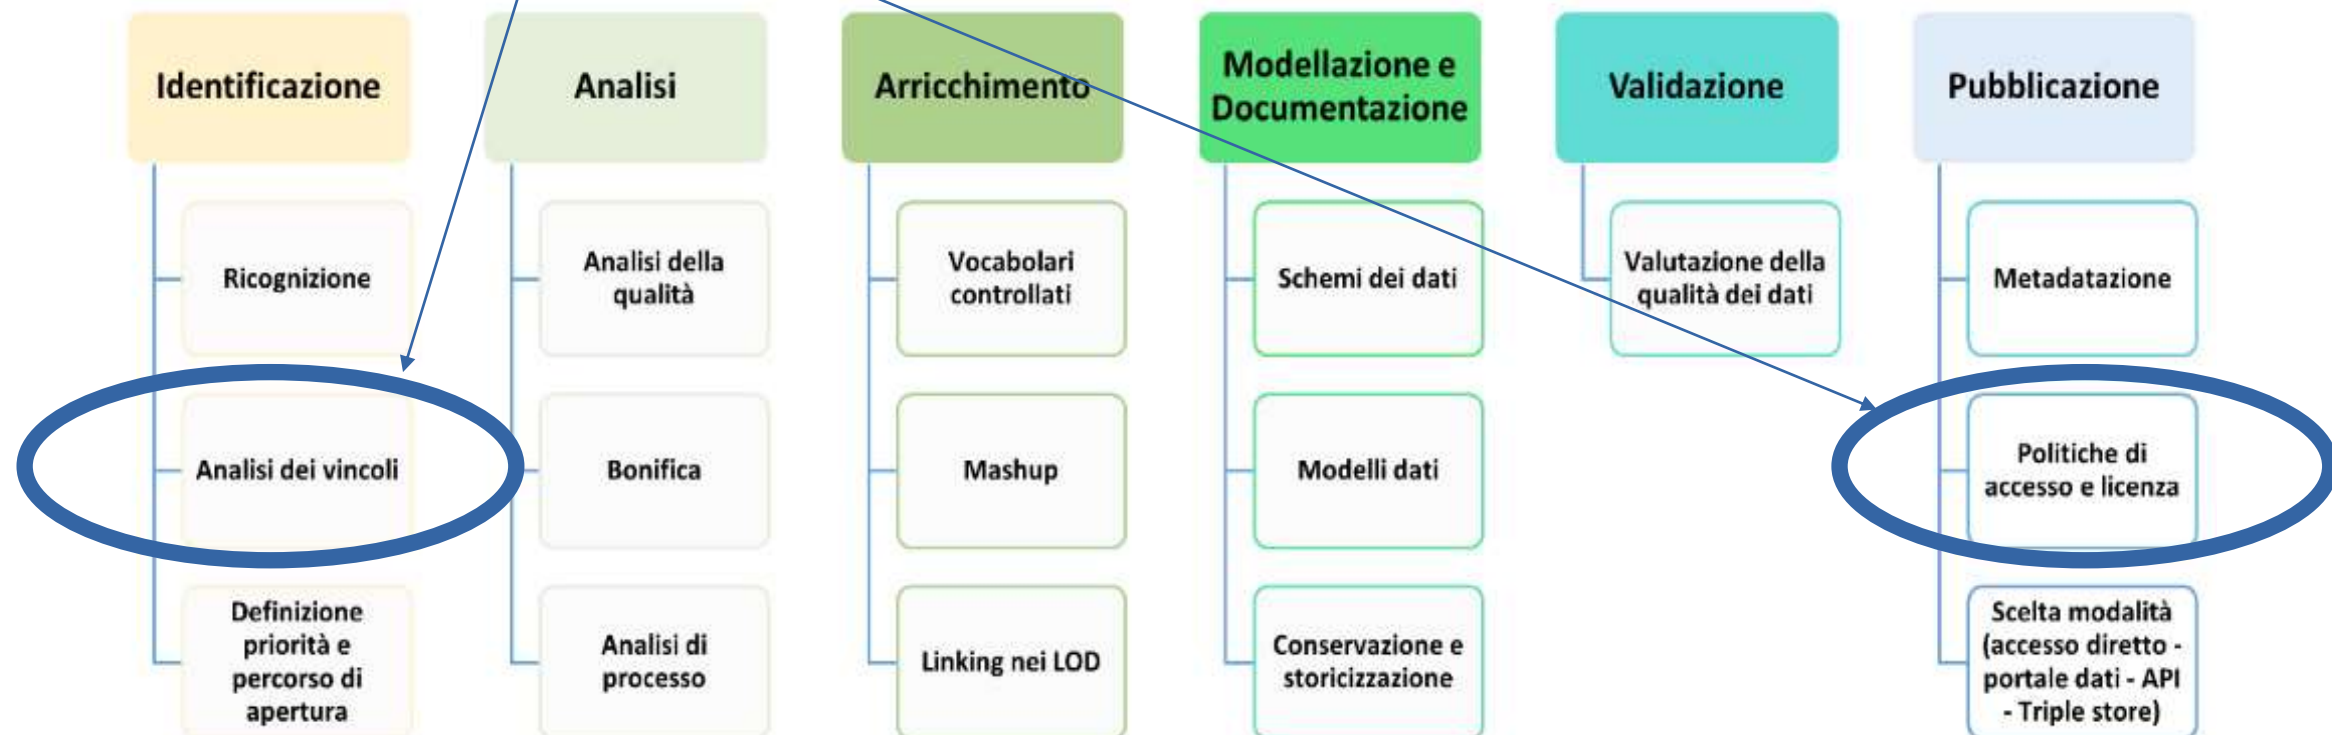 Identificazione
Analisi
Arricchimento
Modellazione e
Documentazione
Validazione
Pubblicazione
Ricognizione
Analisi dei vincoli
Definizione
priorità e
percorso di
apertura
Analisi della
qualità
Bonifica
Analisi di
processo
Vocabolari
controllati
Mashup
Linking nei LOD
Schemi dei dati
Modelli dati
Conservazione e
storicizzazione
Valutazione della
qualità dei dati
Metadatazione
Politiche di
accesso e licenza
Scelta modalità
(accesso diretto -
portale dati - API
- Triple store)